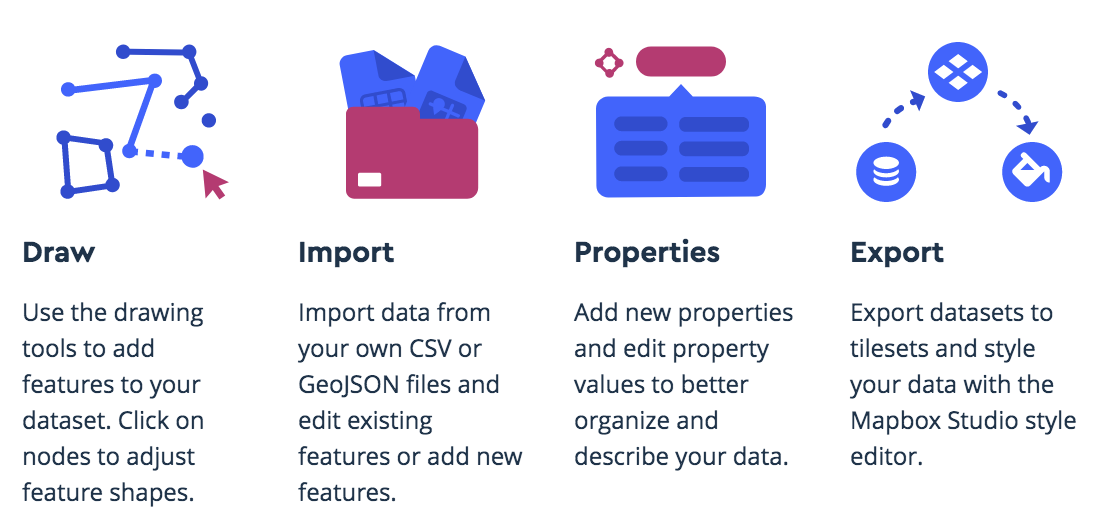 Draw
Use the drawing
tools to add
features to your
dataset. Click on
nodes to adjust
feature shapes.
Import
Import data from
your own CSV or
GeoJSON files and
edit existing
features or add new
features.
Properties
Add new properties
and edit property
values to better
organize and
describe your data.
Export
Export datasets to
tilesets and style
your data with the
Mapbox Studio style
editor.